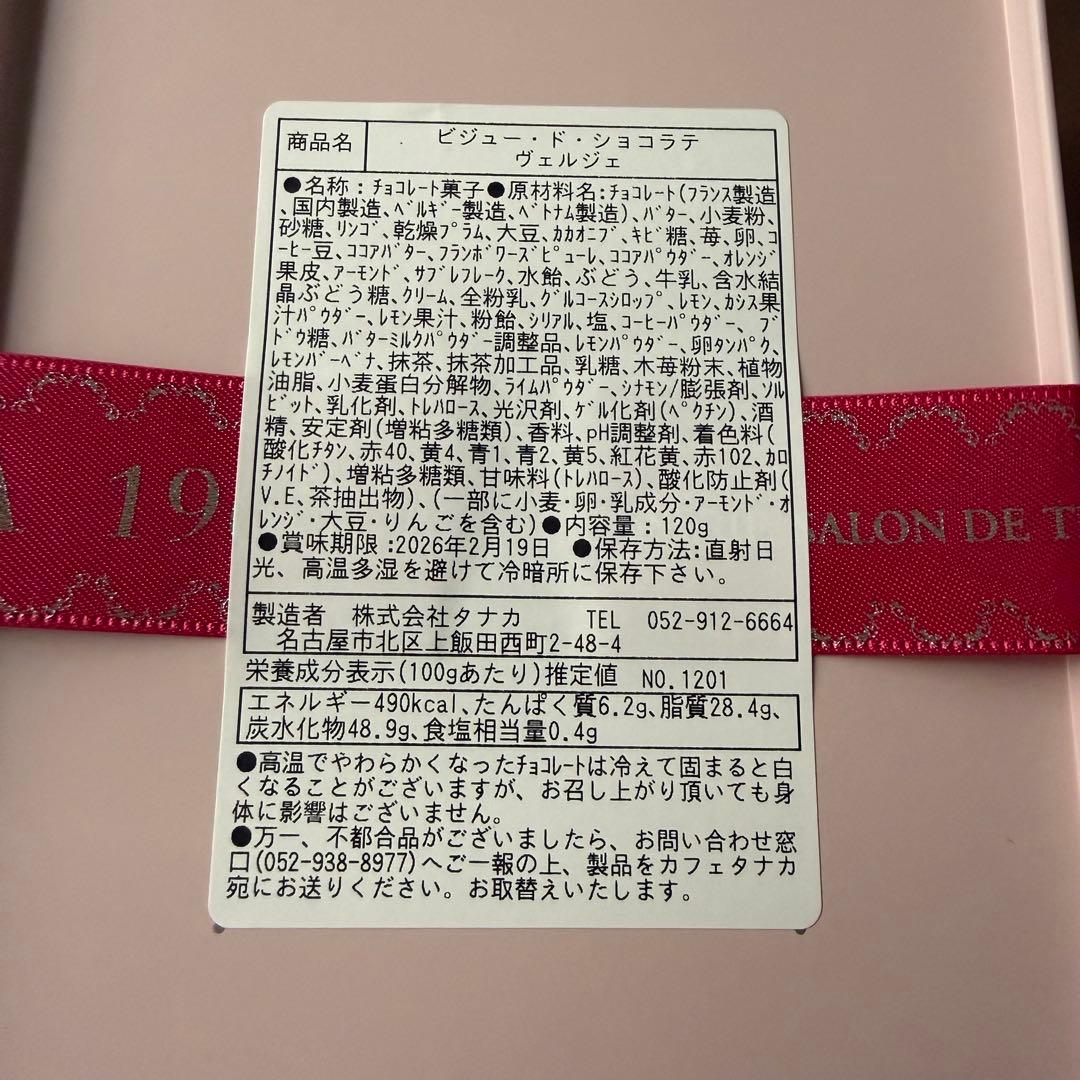 商品名
ビジュー・ド・ショコラテ
ヴェルジェ
●名称:ﾁｮｺﾚｰﾄ菓子●原材料名:ﾁｮｺﾚｰﾄ(ﾌﾗﾝｽ製造
､国内製造､ﾍﾞﾙｷﾞｰ製造､ﾍﾞﾄﾅﾑ製造)､ﾊﾞﾀｰ､小麦粉､
砂糖､ﾘﾝｺﾞ､乾燥ﾌﾟﾗﾑ､大豆､ｶｶｵﾆﾌﾞ､ｷﾋﾞ糖､苺､卵､ｺ
ｰﾋｰ豆､ｺｺｱﾊﾞﾀｰ､ﾌﾗﾝﾎﾞﾜｰｽﾞﾋﾟｭｰﾚ､ｺｺｱﾊﾟｳﾀﾞｰ､ｵﾚﾝｼﾞ
果皮､ｱｰﾓﾝﾄﾞ､ｻﾌﾞﾚﾌﾚｰｸ､水飴､ぶどう､牛乳､含水結
晶ぶどう糖､ｸﾘｰﾑ､全粉乳､ｸﾞﾙｺｰｽｼﾛｯﾌﾟ､ﾚﾓﾝ､ｶｼｽ果
汁ﾊﾟｳﾀﾞｰ､ﾚﾓﾝ果汁､粉飴､ｼﾘｱﾙ､塩､ｺｰﾋｰﾊﾟｳﾀﾞｰ､ﾌﾞ
ﾄﾞｳ糖､ﾊﾞﾀｰﾐﾙｸﾊﾟｳﾀﾞｰ調整品､ﾚﾓﾝﾊﾟｳﾀﾞｰ､卵ﾀﾝﾊﾟｸ､
ﾚﾓﾝﾊﾞｰﾍﾞﾅ､抹茶､抹茶加工品､乳糖､木苺粉末､植物
油脂､小麦蛋白分解物､ﾗｲﾑﾊﾟｳﾀﾞｰ､ｼﾅﾓﾝ/膨張剤､ｿﾙ
ﾋﾞｯﾄ､乳化剤､ﾄﾚﾊﾛｰｽ､光沢剤､ｹﾞﾙ化剤(ﾍﾟｸﾁﾝ)､酒
精､安定剤(増粘多糖類)､香料､pH調整剤､着色料(
酸化ﾁﾀﾝ､赤40､黄4､青1､青2､黄5､紅花黄､赤102､ｶﾛ
ﾁﾉｲﾄﾞ)､増粘多糖類､甘味料(ﾄﾚﾊﾛｰｽ)､酸化防止剤(
V.E､茶抽出物)､(一部に小麦･卵･乳成分･ｱｰﾓﾝﾄﾞ･ｵ
ﾚﾝｼﾞ･大豆･りんごを含む)●内容量:120g
●賞味期限:2026年2月19日 ●保存方法:直射日
光、高温多湿を避けて冷暗所に保存下さい。
製造者 株式会社タナカ TEL 052-912-6664
名古屋市北区上飯田西町2-48-4
栄養成分表示(100gあたり)推定値 NO.1201
エネルギー490kcal､たんぱく質6.2g､脂質28.4g､
炭水化物48.9g､食塩相当量0.4g
●高温でやわらかくなったﾁｮｺﾚｰﾄは冷えて固まると白
くなることがございますが、お召し上がり頂いても身
体に影響はございません。
●万一、不都合品がございましたら、お問い合わせ窓
口(052-938-8977)へご一報の上、製品をカフェタナカ
宛にお送りください。お取替えいたします。
A 19
SALON DE T